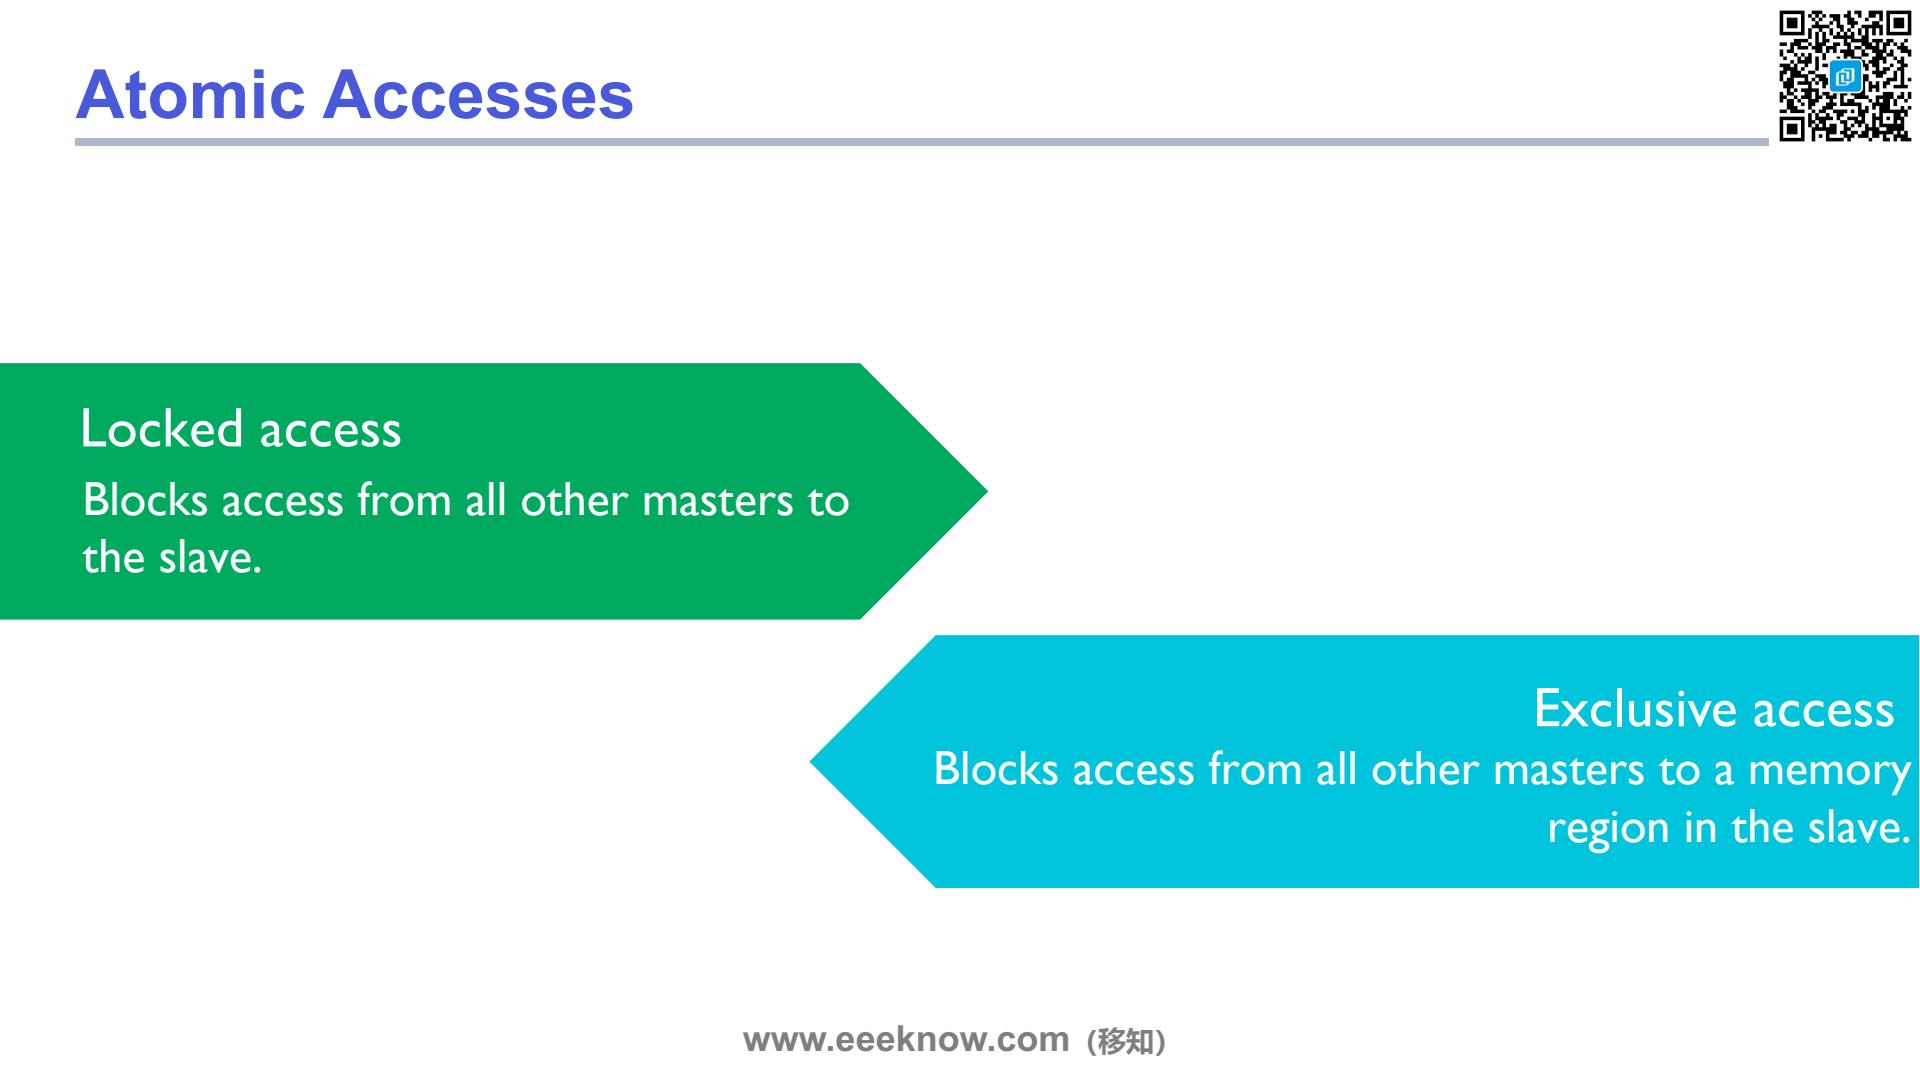 Atomic Accesses
Locked access
Blocks access from all other masters to
the slave.
Exclusive access
Blocks access from all other masters to a memory
region in the slave.
www.eeeknow.com (移知)